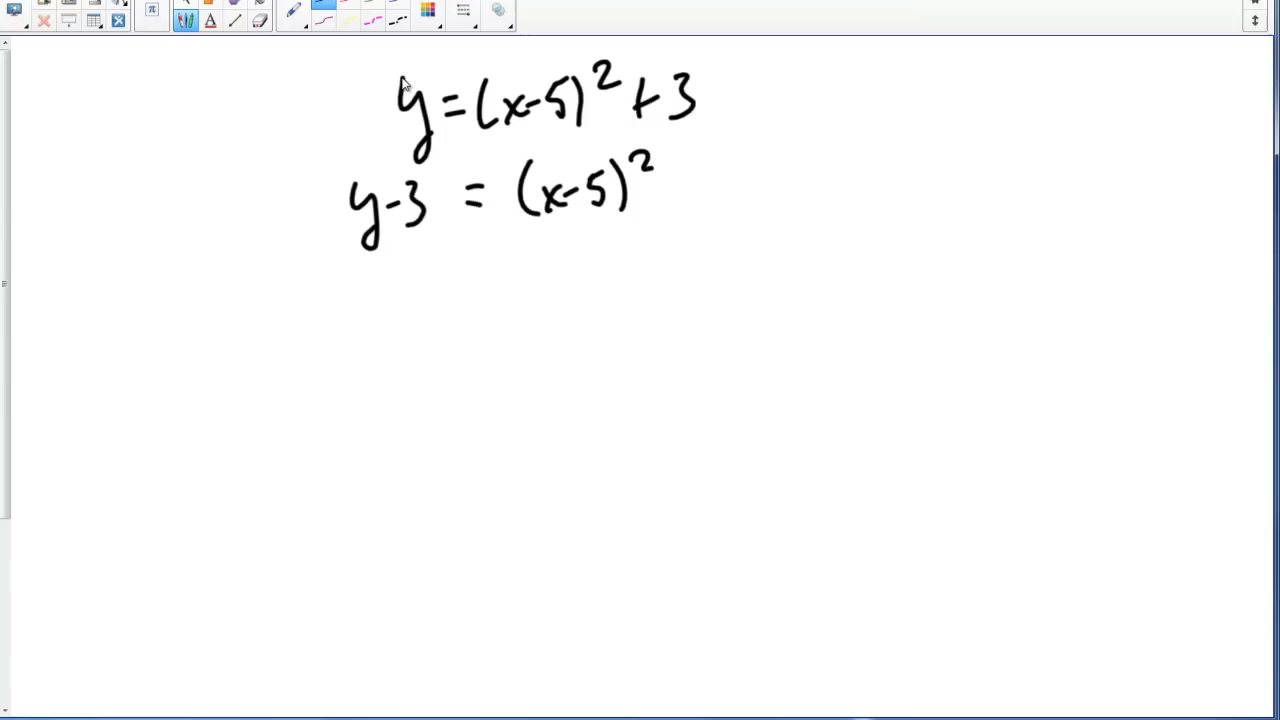 y=(x-5)²+3
y-3 = (x-5)²